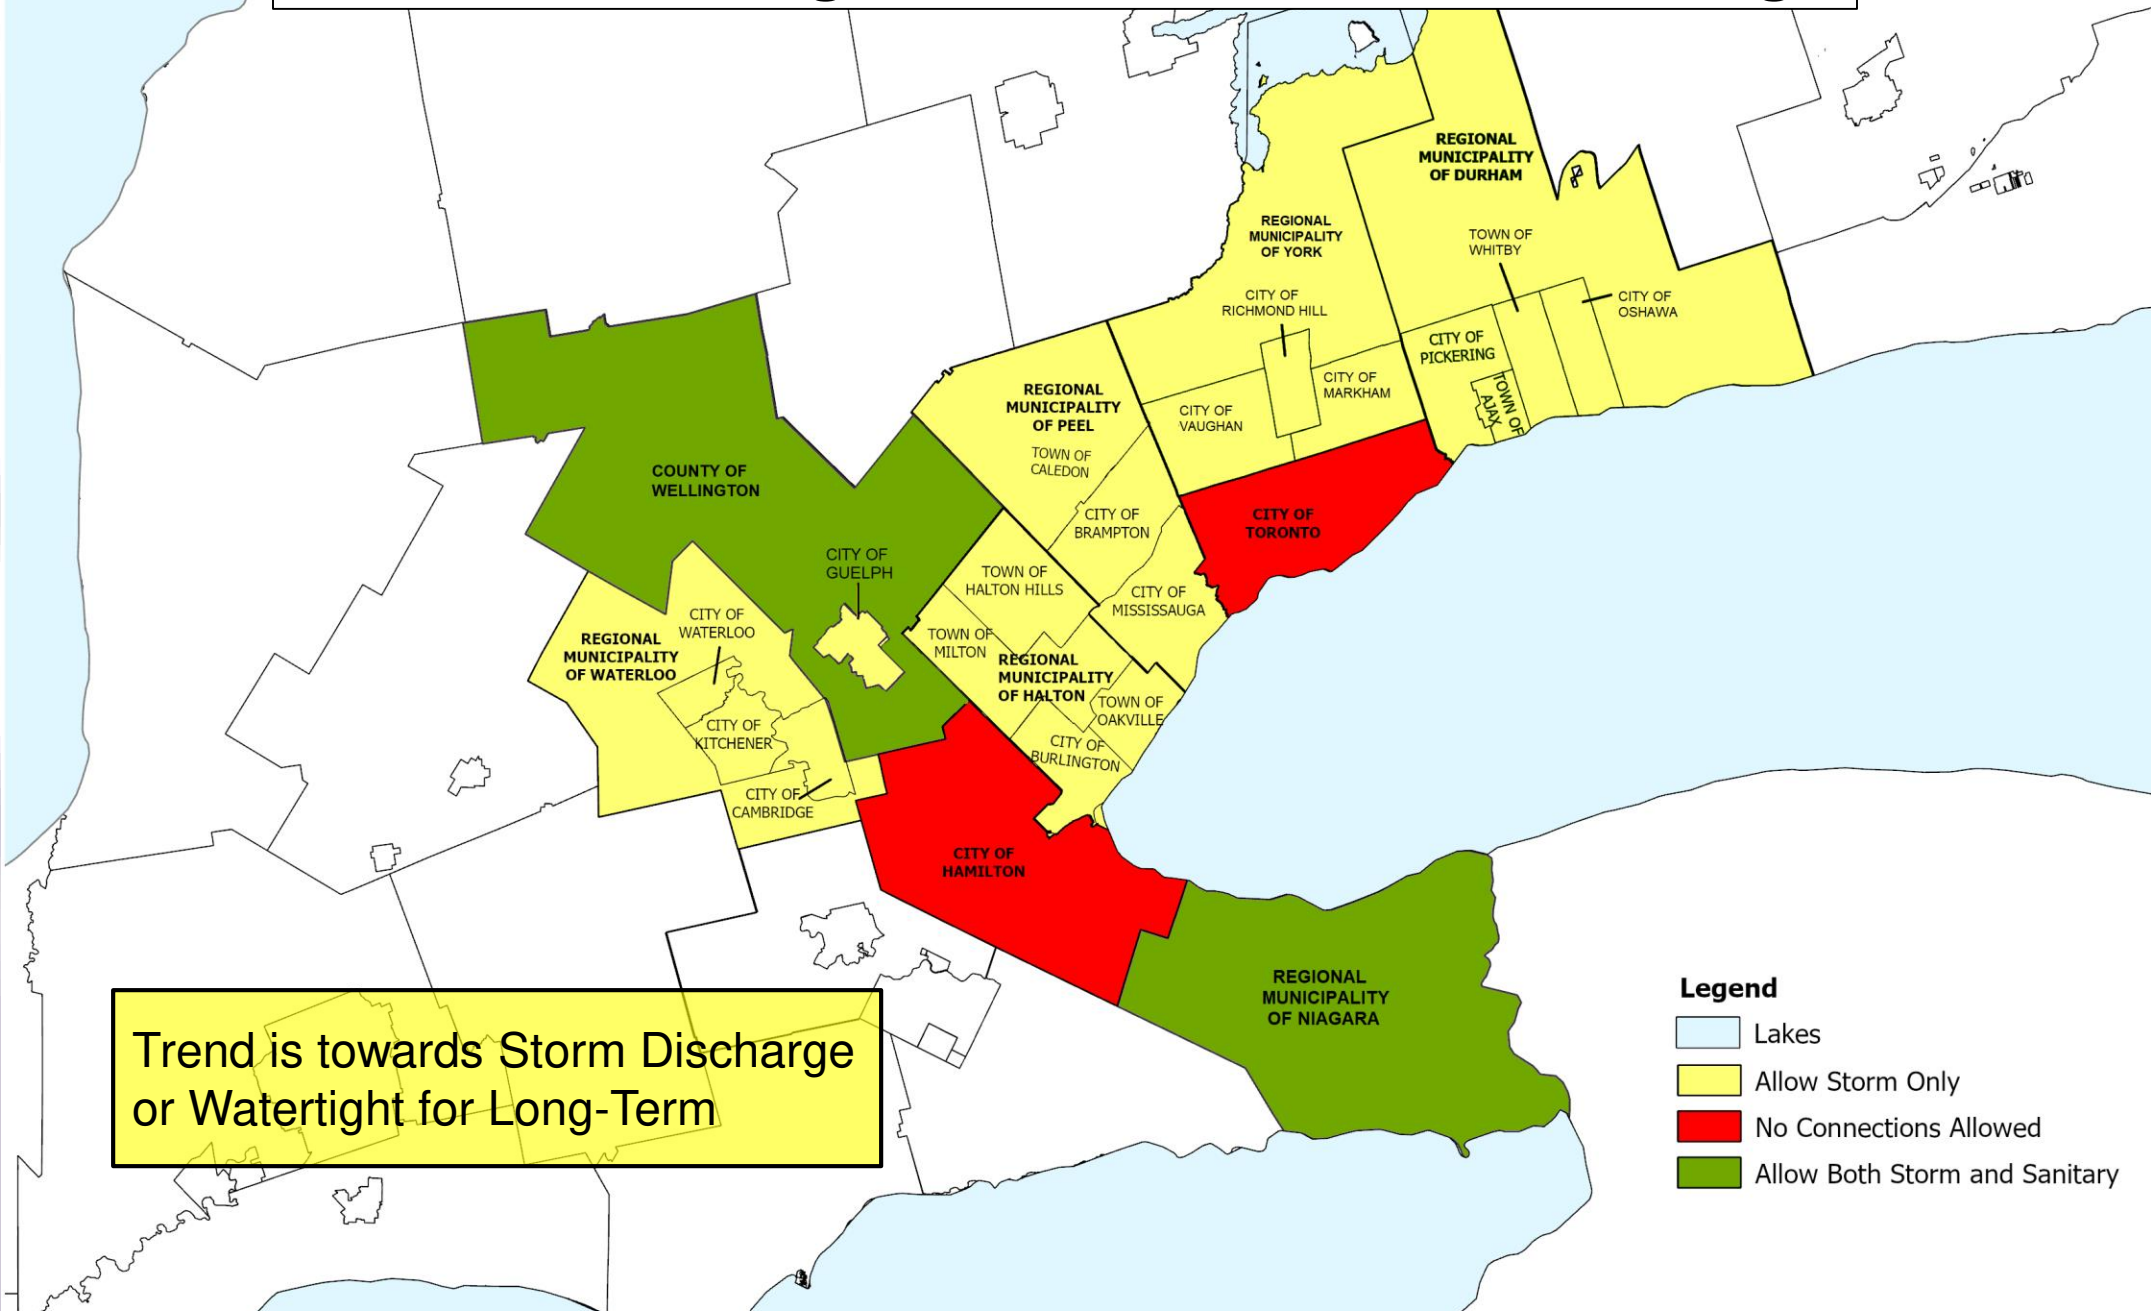 REGIONAL
MUNICIPALITY
OF DURHAM
REGIONAL
MUNICIPALITY
OF YORK
TOWN OF
WHITBY
CITY OF
RICHMOND HILL
CITY OF
OSHAWA
CITY OF
PICKERING
TOWN OF
AJAX
CITY OF
MARKHAM
CITY OF
VAUGHAN
REGIONAL
MUNICIPALITY
OF PEEL
TOWN OF
CALEDON
COUNTY OF
WELLINGTON
CITY OF
BRAMPTON
CITY OF
TORONTO
CITY OF
GUELPH
TOWN OF
HALTON HILLS
CITY OF
MISSISSAUGA
CITY OF
WATERLOO
REGIONAL
MUNICIPALITY
OF WATERLOO
TOWN OF
MILTON
REGIONAL
MUNICIPALITY
OF HALTON
TOWN OF
OAKVILLE
CITY OF
KITCHENER
CITY OF
BURLINGTON
CITY OF
CAMBRIDGE
CITY OF
HAMILTON
REGIONAL
MUNICIPALITY
OF NIAGARA
Trend is towards Storm Discharge
or Watertight for Long-Term
Legend
Lakes
Allow Storm Only
No Connections Allowed
Allow Both Storm and Sanitary